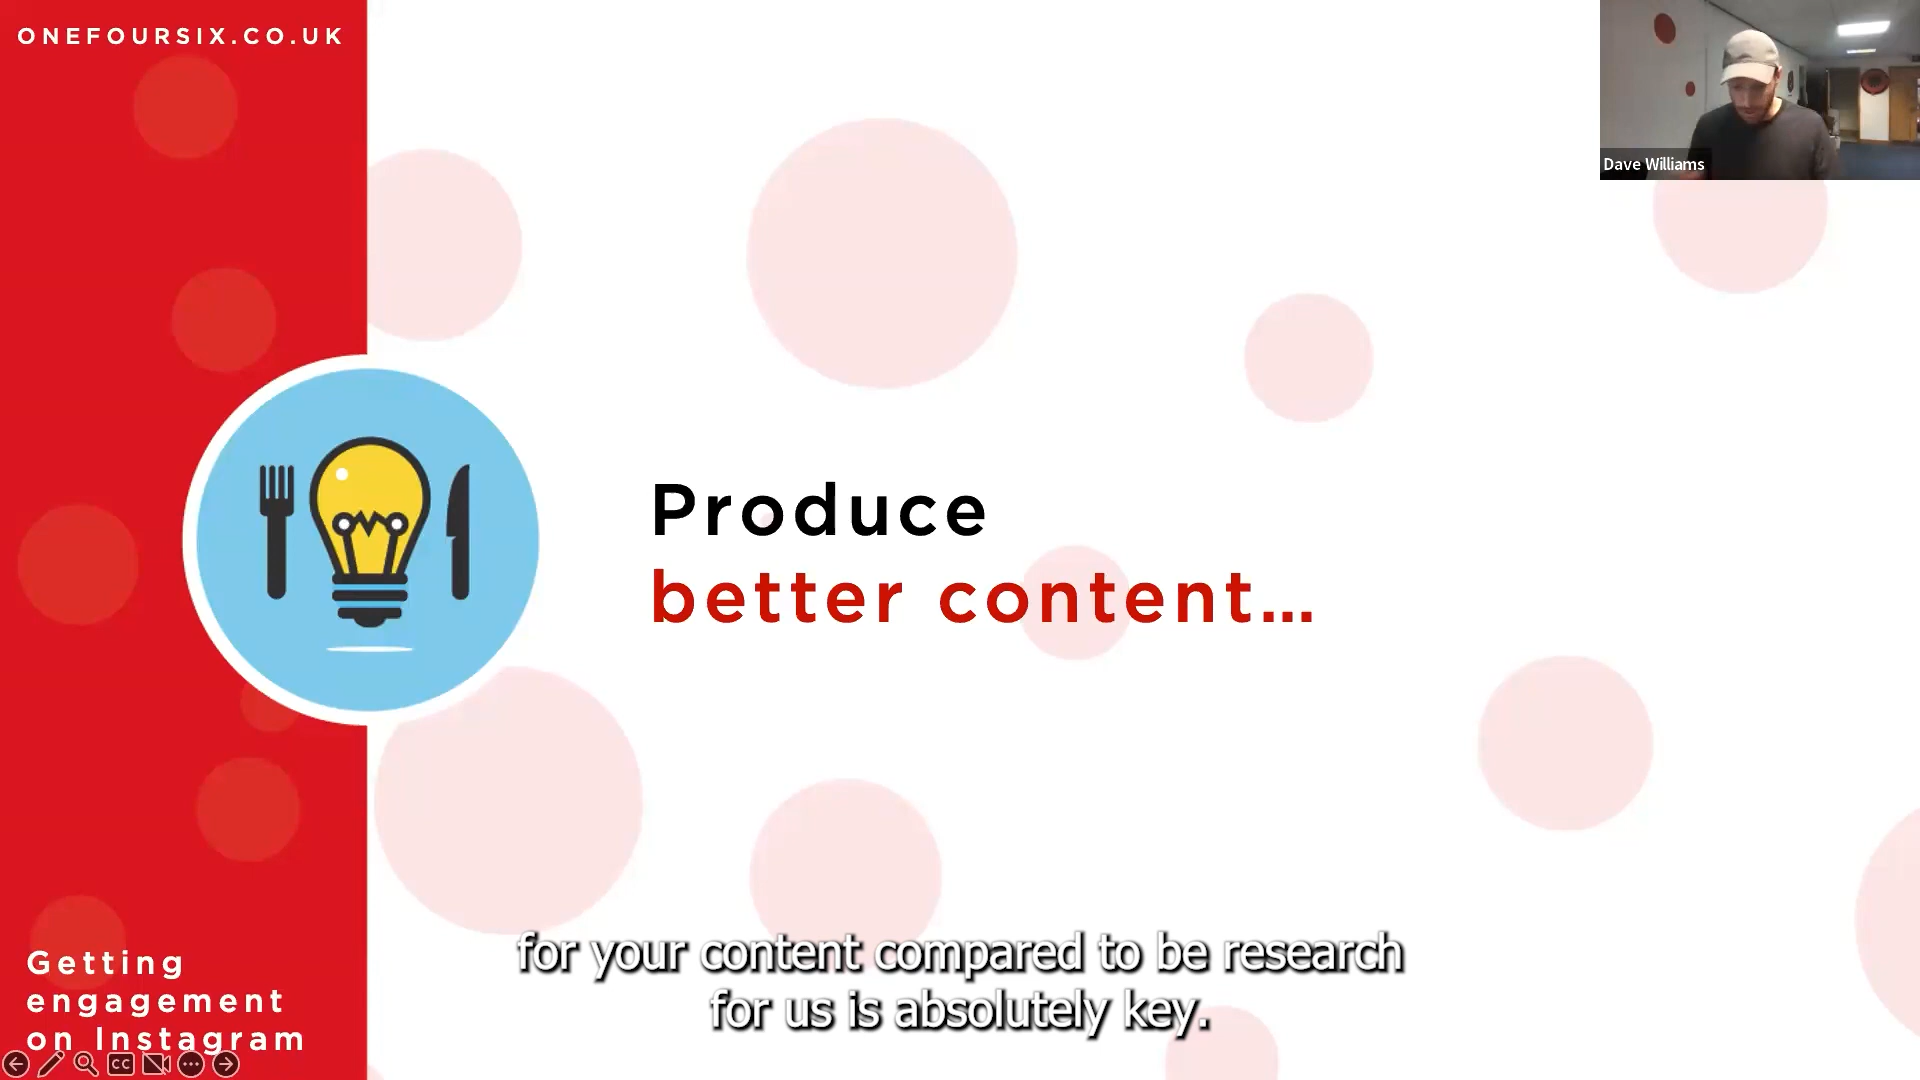 ONEFOURSIX.CO.UK
Dave Williams
Produce
better content...
for your content compared to be research
for us is absolutely key.
Getting
engagement
on Instagram
CC